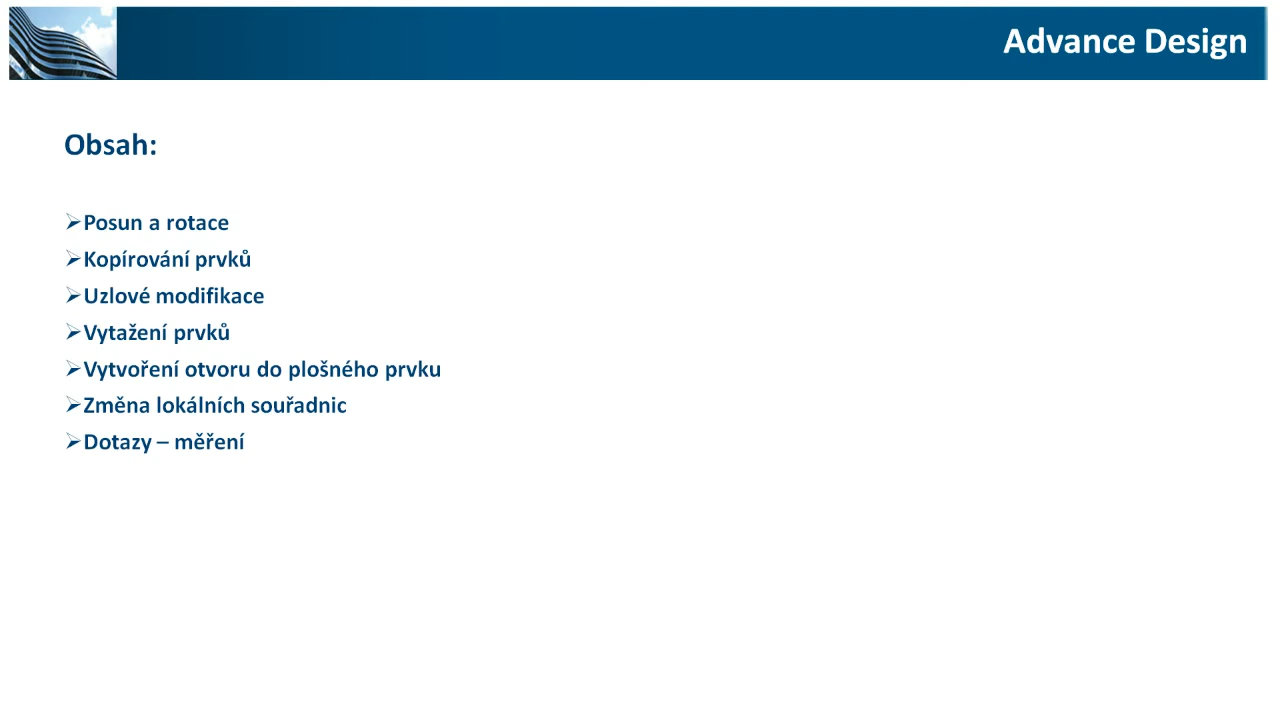 Advance Design
Obsah:
➢Posun a rotace
➢Kopírování prvků
➢Uzlové modifikace
➢Vytažení prvků
➢Vytvoření otvoru do plošného prvku
➢Změna lokálních souřadnic
➢Dotazy – měření